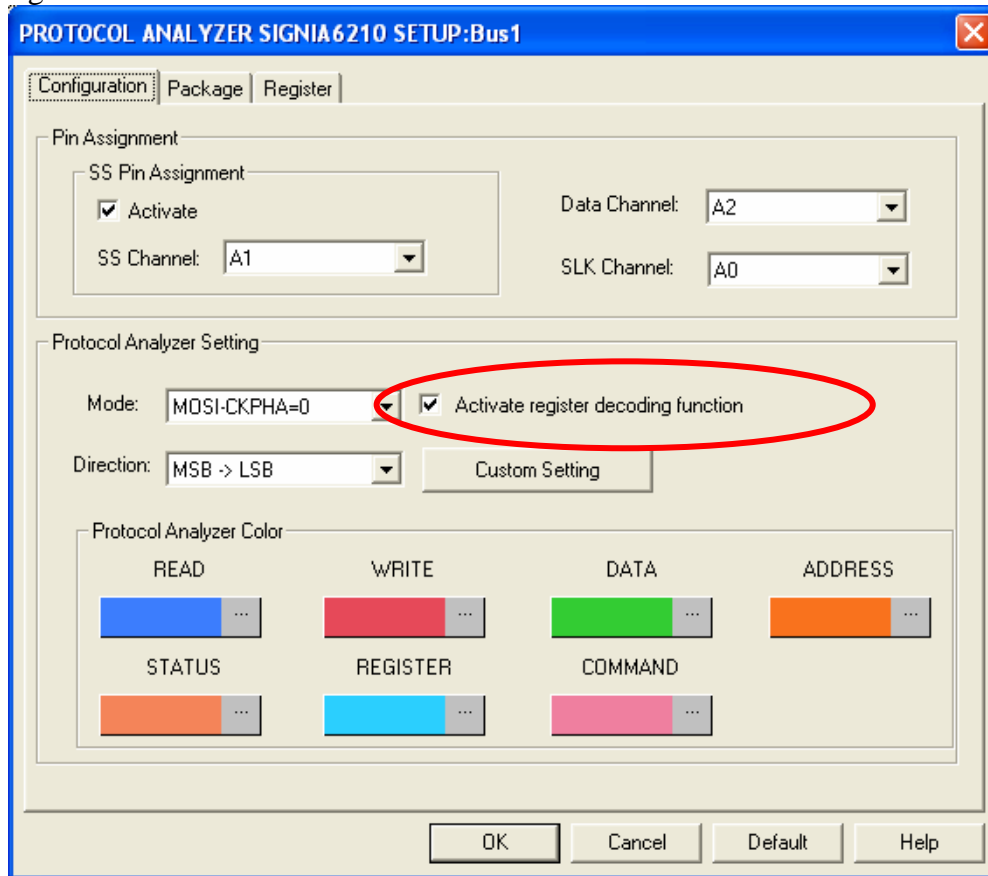 PROTOCOL ANALYZER SIGNIA6210 SETUP:Bus1
Configuration Package Register
Pin Assignment
SS Pin Assignment
Activate
SS Channel: A1
Data Channel: A2
SLK Channel: A0
Protocol Analyzer Setting
Mode: MOSI-CKPHA=0 Activate register decoding function
Direction: MSB -> LSB Custom Setting
Protocol Analyzer Color
READ WRITE DATA ADDRESS
... ... ... ...
STATUS REGISTER COMMAND
... ... ...
OK Cancel Default Help